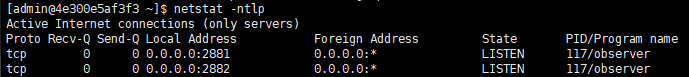 [admin@4e300e5af3f3 ~]$ netstat -ntlp
Active Internet connections (only servers)
Proto Recv-Q Send-Q Local Address           Foreign Address         State       PID/Program name
tcp        0      0 0.0.0.0:2881            0.0.0.0:*               LISTEN      117/observer
tcp        0      0 0.0.0.0:2882            0.0.0.0:*               LISTEN      117/observer